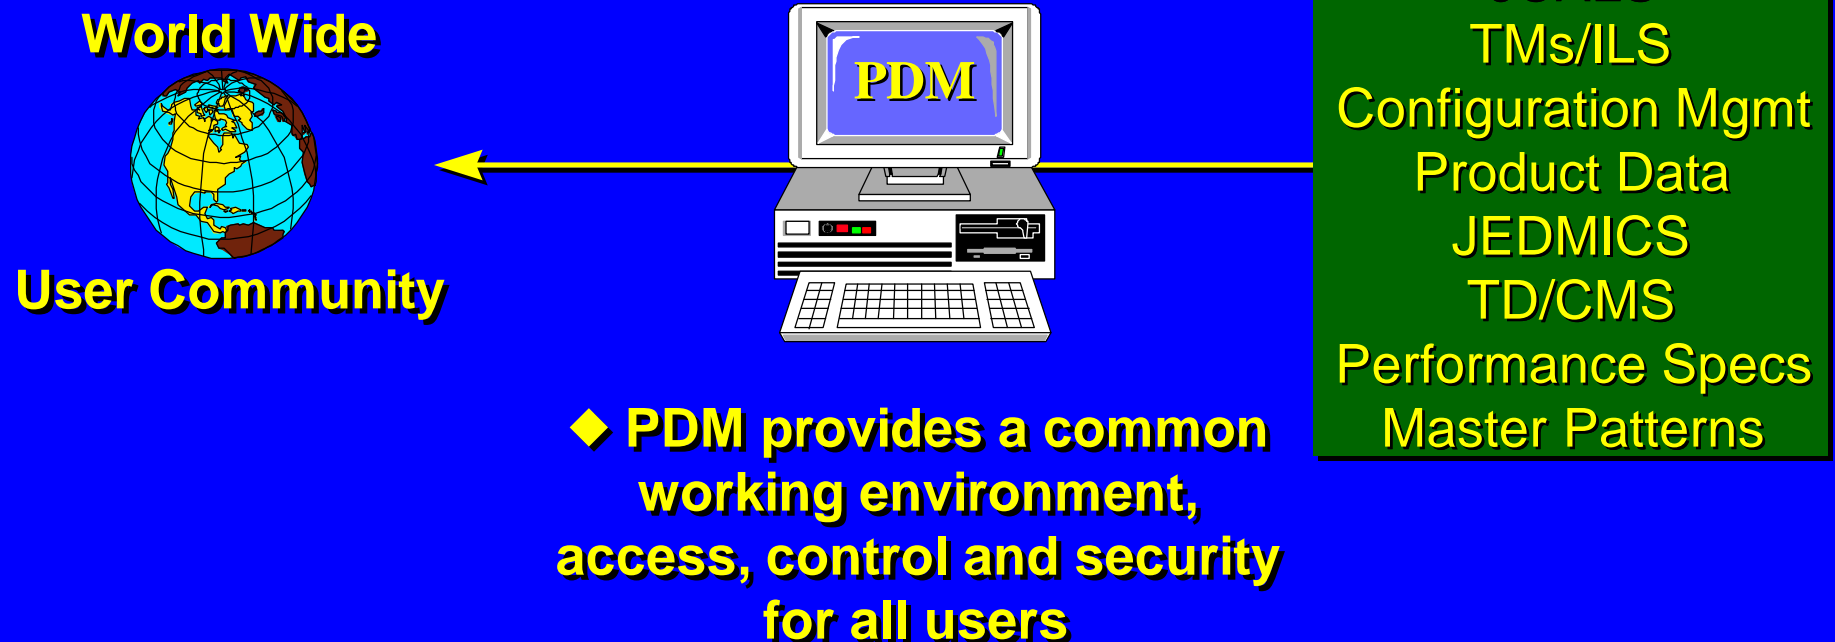 World Wide
User Community
PDM
TMs/ILS
Configuration Mgmt
Product Data
JEDMICS
TD/CMS
Performance Specs
Master Patterns
◆ PDM provides a common
working environment,
access, control and security
for all users